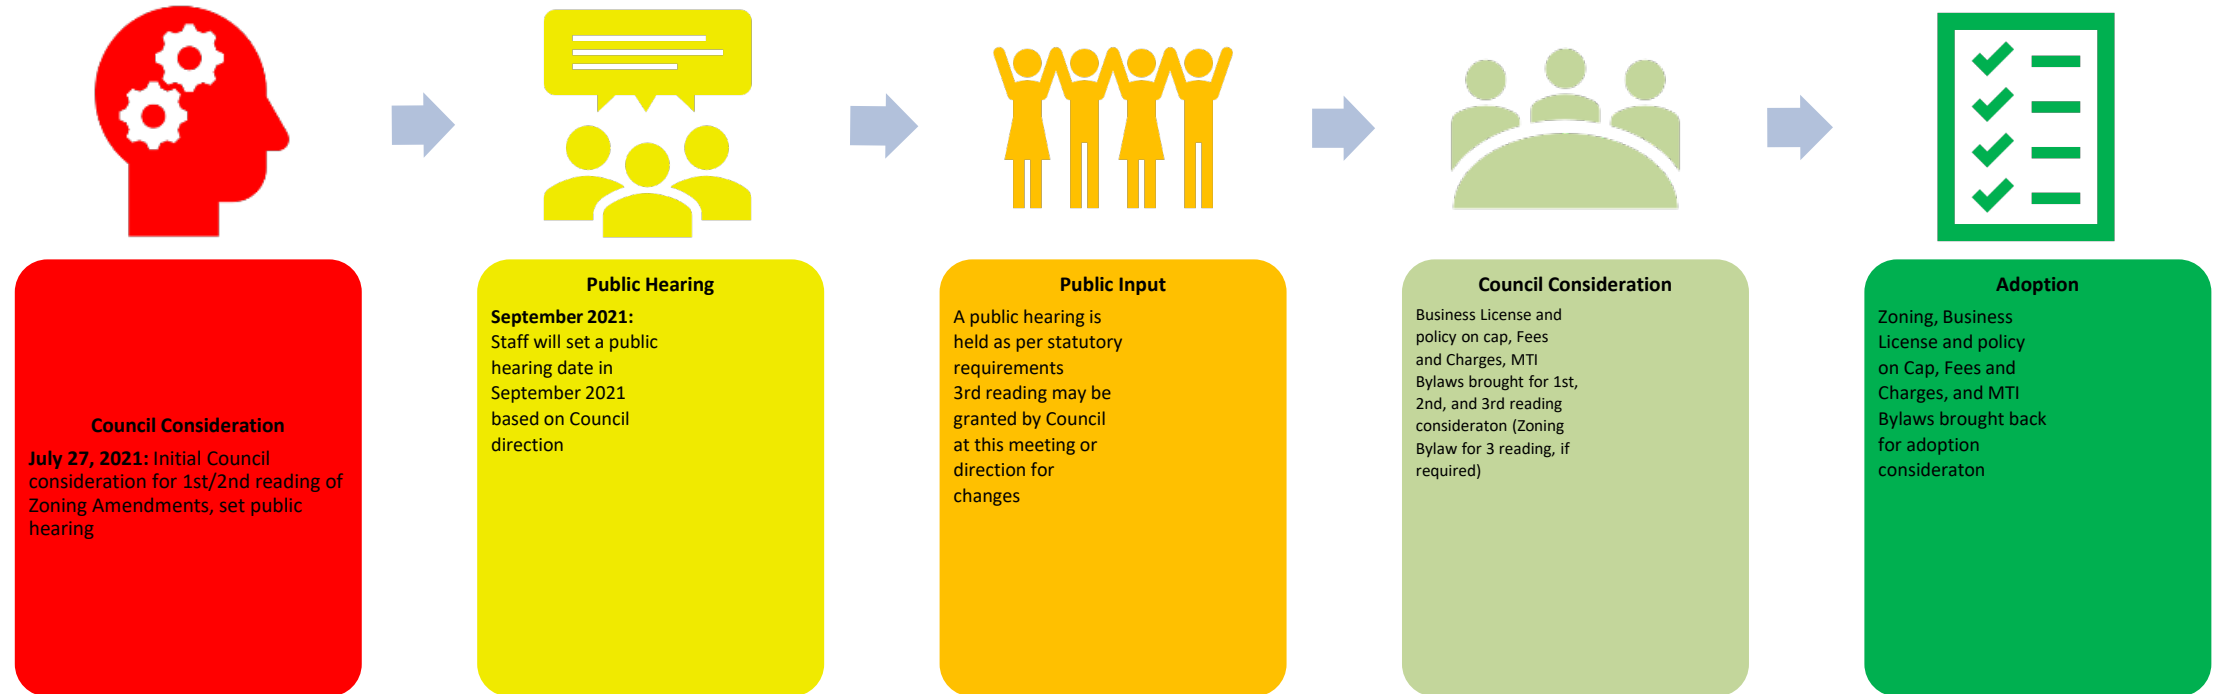 Council Consideration
July 27, 2021: Initial Council
consideration for 1st/2nd reading of
Zoning Amendments, set public
hearing
Public Hearing
September 2021:
Staff will set a public
hearing date in
September 2021
based on Council
direction
Public Input
A public hearing is
held as per statutory
requirements
3rd reading may be
granted by Council
at this meeting or
direction for
changes
Council Consideration
Business License and
policy on cap, Fees
and Charges, MTI
Bylaws brought for 1st,
2nd, and 3rd reading
consideraton (Zoning
Bylaw for 3 reading, if
required)
Adoption
Zoning, Business
License and policy
on Cap, Fees and
Charges, and MTI
Bylaws brought back
for adoption
consideraton